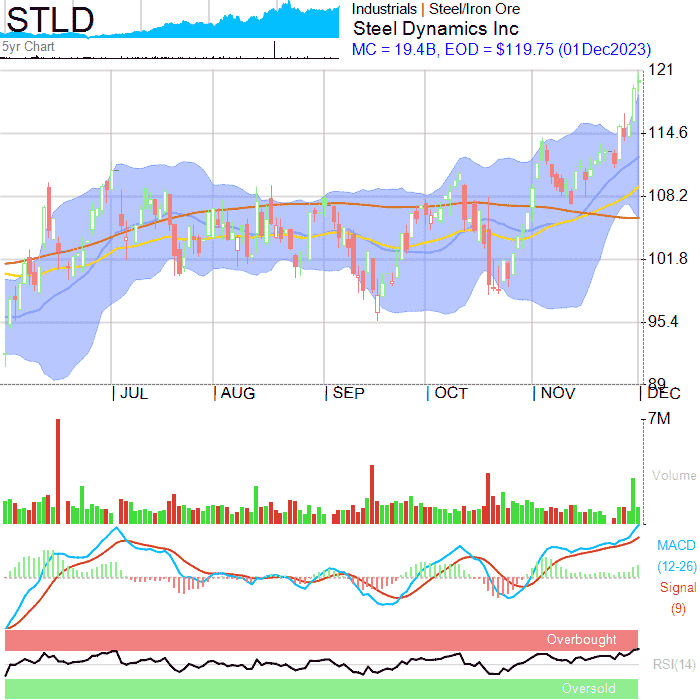 STLD
Industrials | Steel/Iron Ore
Steel Dynamics Inc
MC = 19.4B, EOD = $119.75 (01Dec2023)
5yr Chart
121
114.6
108.2
101.8
95.4
89
JUL AUG SEP OCT NOV DEC
7M
Volume
MACD
(12-26)
Signal
(9)
Overbought
RSI(14)
Oversold